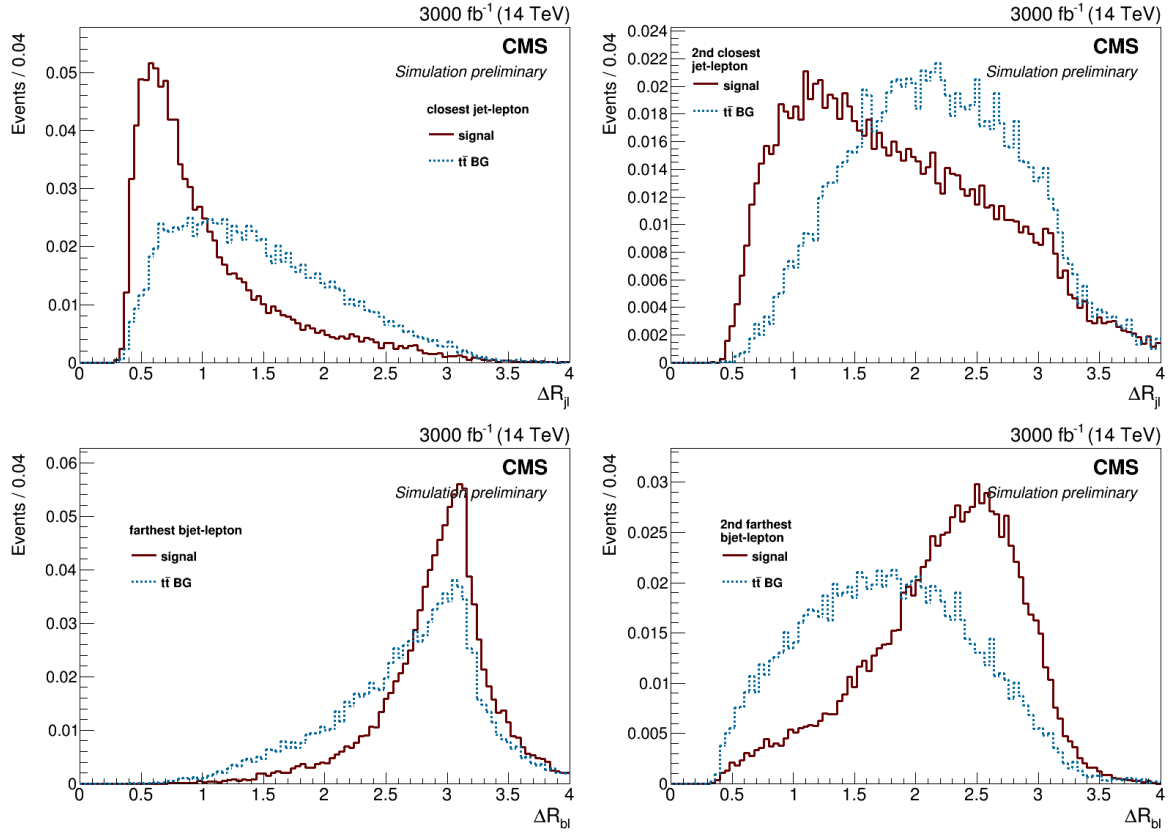 3000 fb⁻¹ (14 TeV)
CMS
Simulation preliminary
closest jet-lepton
signal
tt̄ BG
Events / 0.04
0.05
0.04
0.03
0.02
0.01
0
0 0.5 1 1.5 2 2.5 3 3.5 4
ΔR_jl
3000 fb⁻¹ (14 TeV)
CMS
Simulation preliminary
2nd closest
jet-lepton
signal
tt̄ BG
Events / 0.04
0.024
0.022
0.02
0.018
0.016
0.014
0.012
0.01
0.008
0.006
0.004
0.002
0
0 0.5 1 1.5 2 2.5 3 3.5 4
ΔR_jl
3000 fb⁻¹ (14 TeV)
CMS
Simulation preliminary
farthest bjet-lepton
signal
tt̄ BG
Events / 0.04
0.06
0.05
0.04
0.03
0.02
0.01
0
0 0.5 1 1.5 2 2.5 3 3.5 4
ΔR_bl
3000 fb⁻¹ (14 TeV)
CMS
Simulation preliminary
2nd farthest
bjet-lepton
signal
tt̄ BG
Events / 0.04
0.03
0.025
0.02
0.015
0.01
0.005
0
0 0.5 1 1.5 2 2.5 3 3.5 4
ΔR_bl